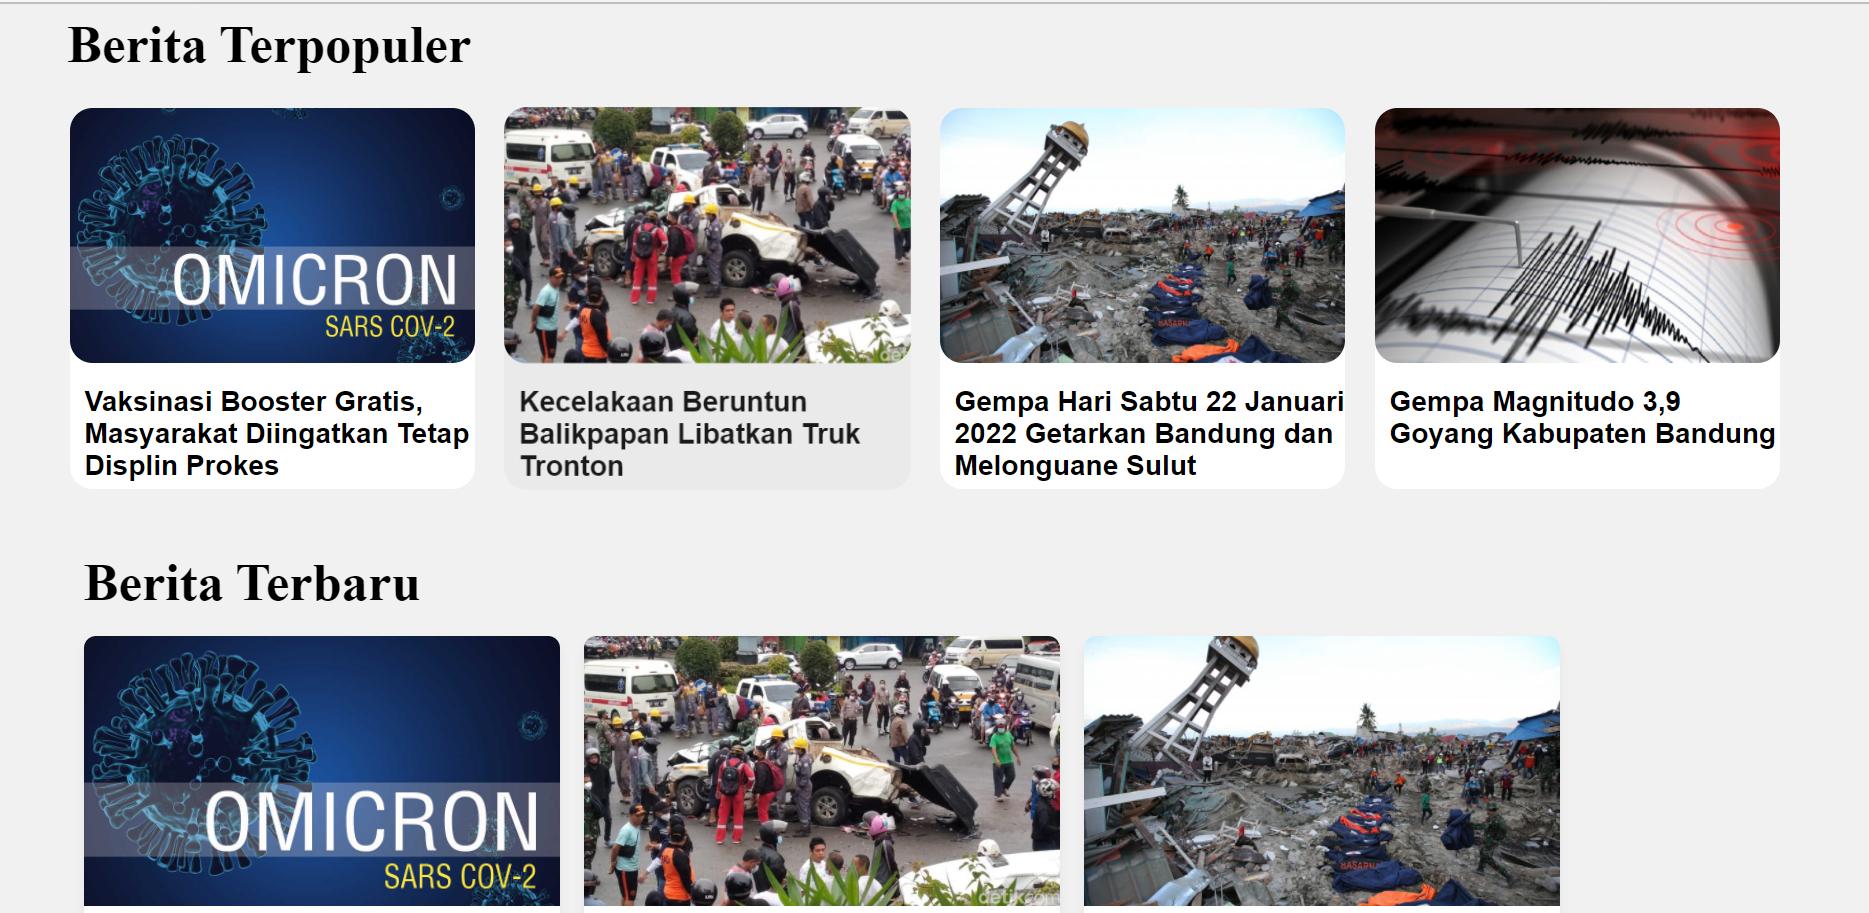 Berita Terpopuler
OMICRON
SARS COV-2
Vaksinasi Booster Gratis,
Masyarakat Diingatkan Tetap
Displin Prokes
Kecelakaan Beruntun
Balikpapan Libatkan Truk
Tronton
BASARNAS
Gempa Hari Sabtu 22 Januari
2022 Getarkan Bandung dan
Melonguane Sulut
Gempa Magnitudo 3,9
Goyang Kabupaten Bandung
Berita Terbaru
OMICRON
SARS COV-2
detikcom